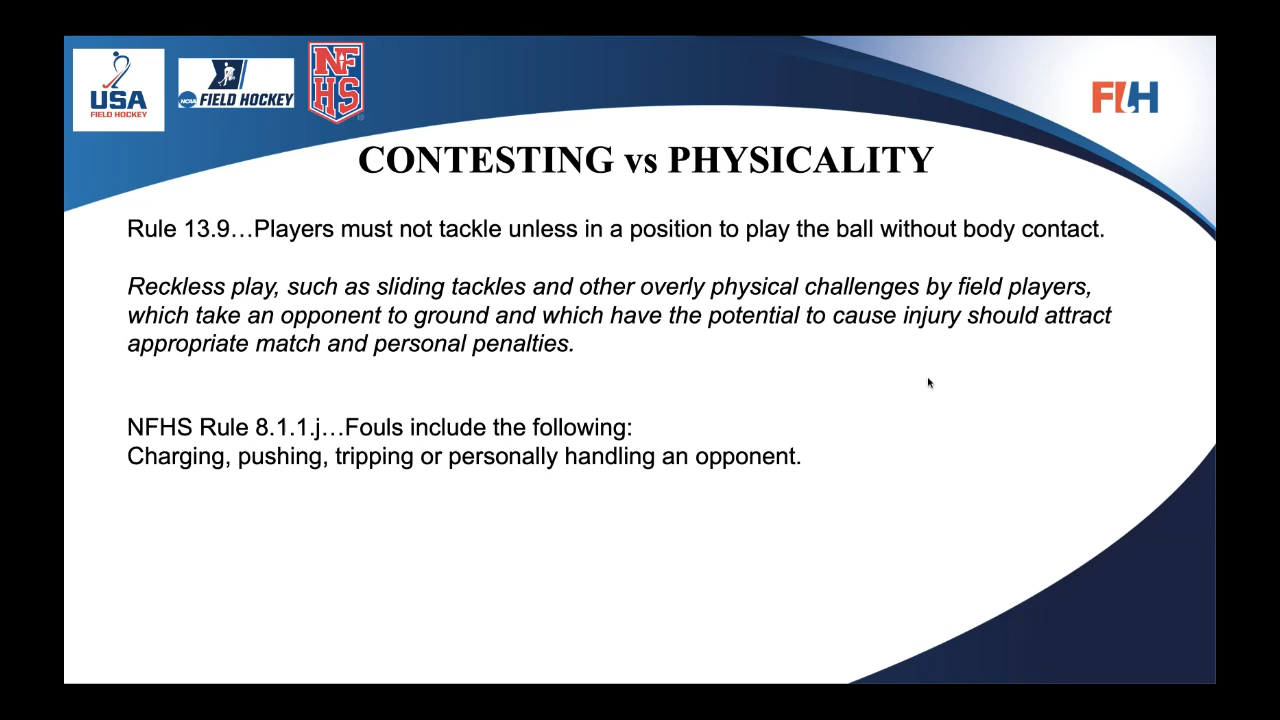 USA
FIELD HOCKEY
NCAA FIELD HOCKEY
NF
HS
FIH
CONTESTING vs PHYSICALITY
Rule 13.9…Players must not tackle unless in a position to play the ball without body contact.
Reckless play, such as sliding tackles and other overly physical challenges by field players,
which take an opponent to ground and which have the potential to cause injury should attract
appropriate match and personal penalties.
NFHS Rule 8.1.1.j…Fouls include the following:
Charging, pushing, tripping or personally handling an opponent.